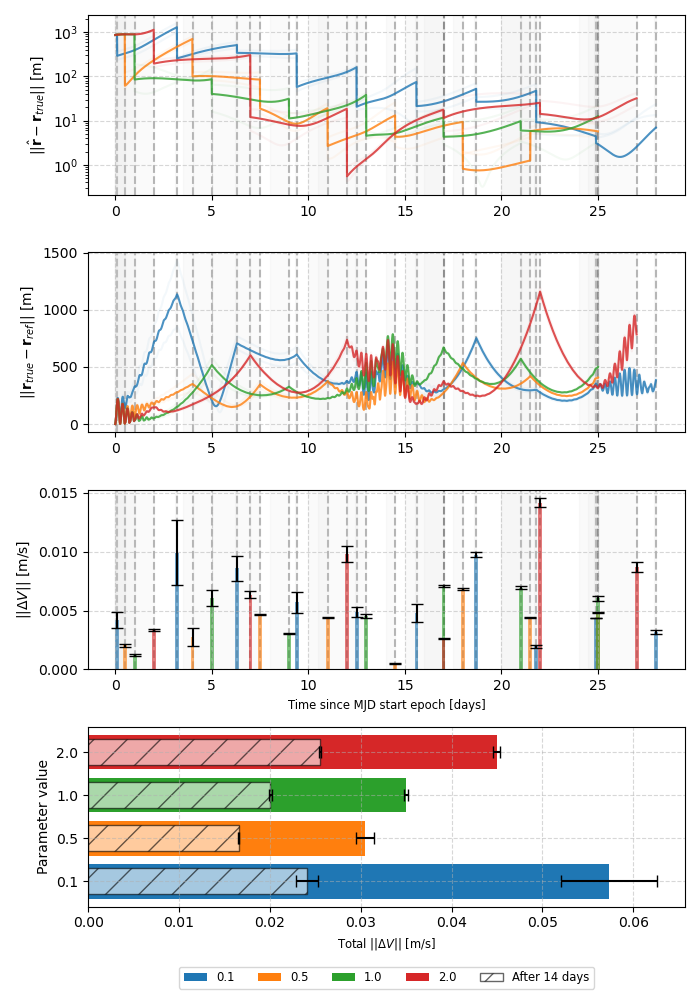 ||r̂ − r_true|| [m]
10³
10²
10¹
10⁰
0 5 10 15 20 25
||r_true − r_ref|| [m]
1500
1000
500
0
0 5 10 15 20 25
||ΔV|| [m/s]
0.015
0.010
0.005
0.000
0 5 10 15 20 25
Time since MJD start epoch [days]
Parameter value
2.0
1.0
0.5
0.1
0.00 0.01 0.02 0.03 0.04 0.05 0.06
Total ||ΔV|| [m/s]
0.1 0.5 1.0 2.0 After 14 days